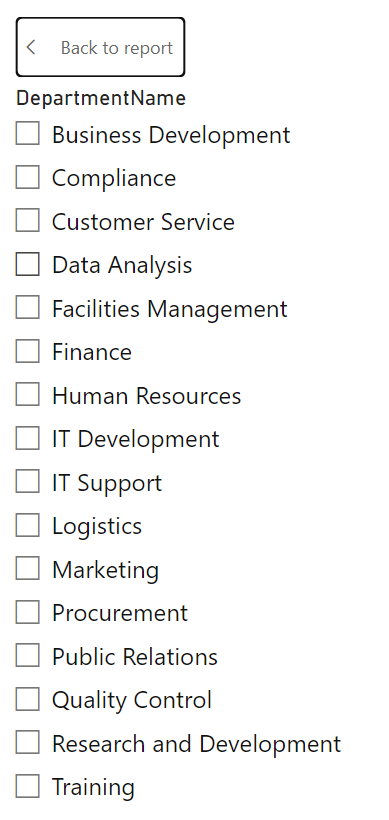 Back to report
DepartmentName
Business Development
Compliance
Customer Service
Data Analysis
Facilities Management
Finance
Human Resources
IT Development
IT Support
Logistics
Marketing
Procurement
Public Relations
Quality Control
Research and Development
Training